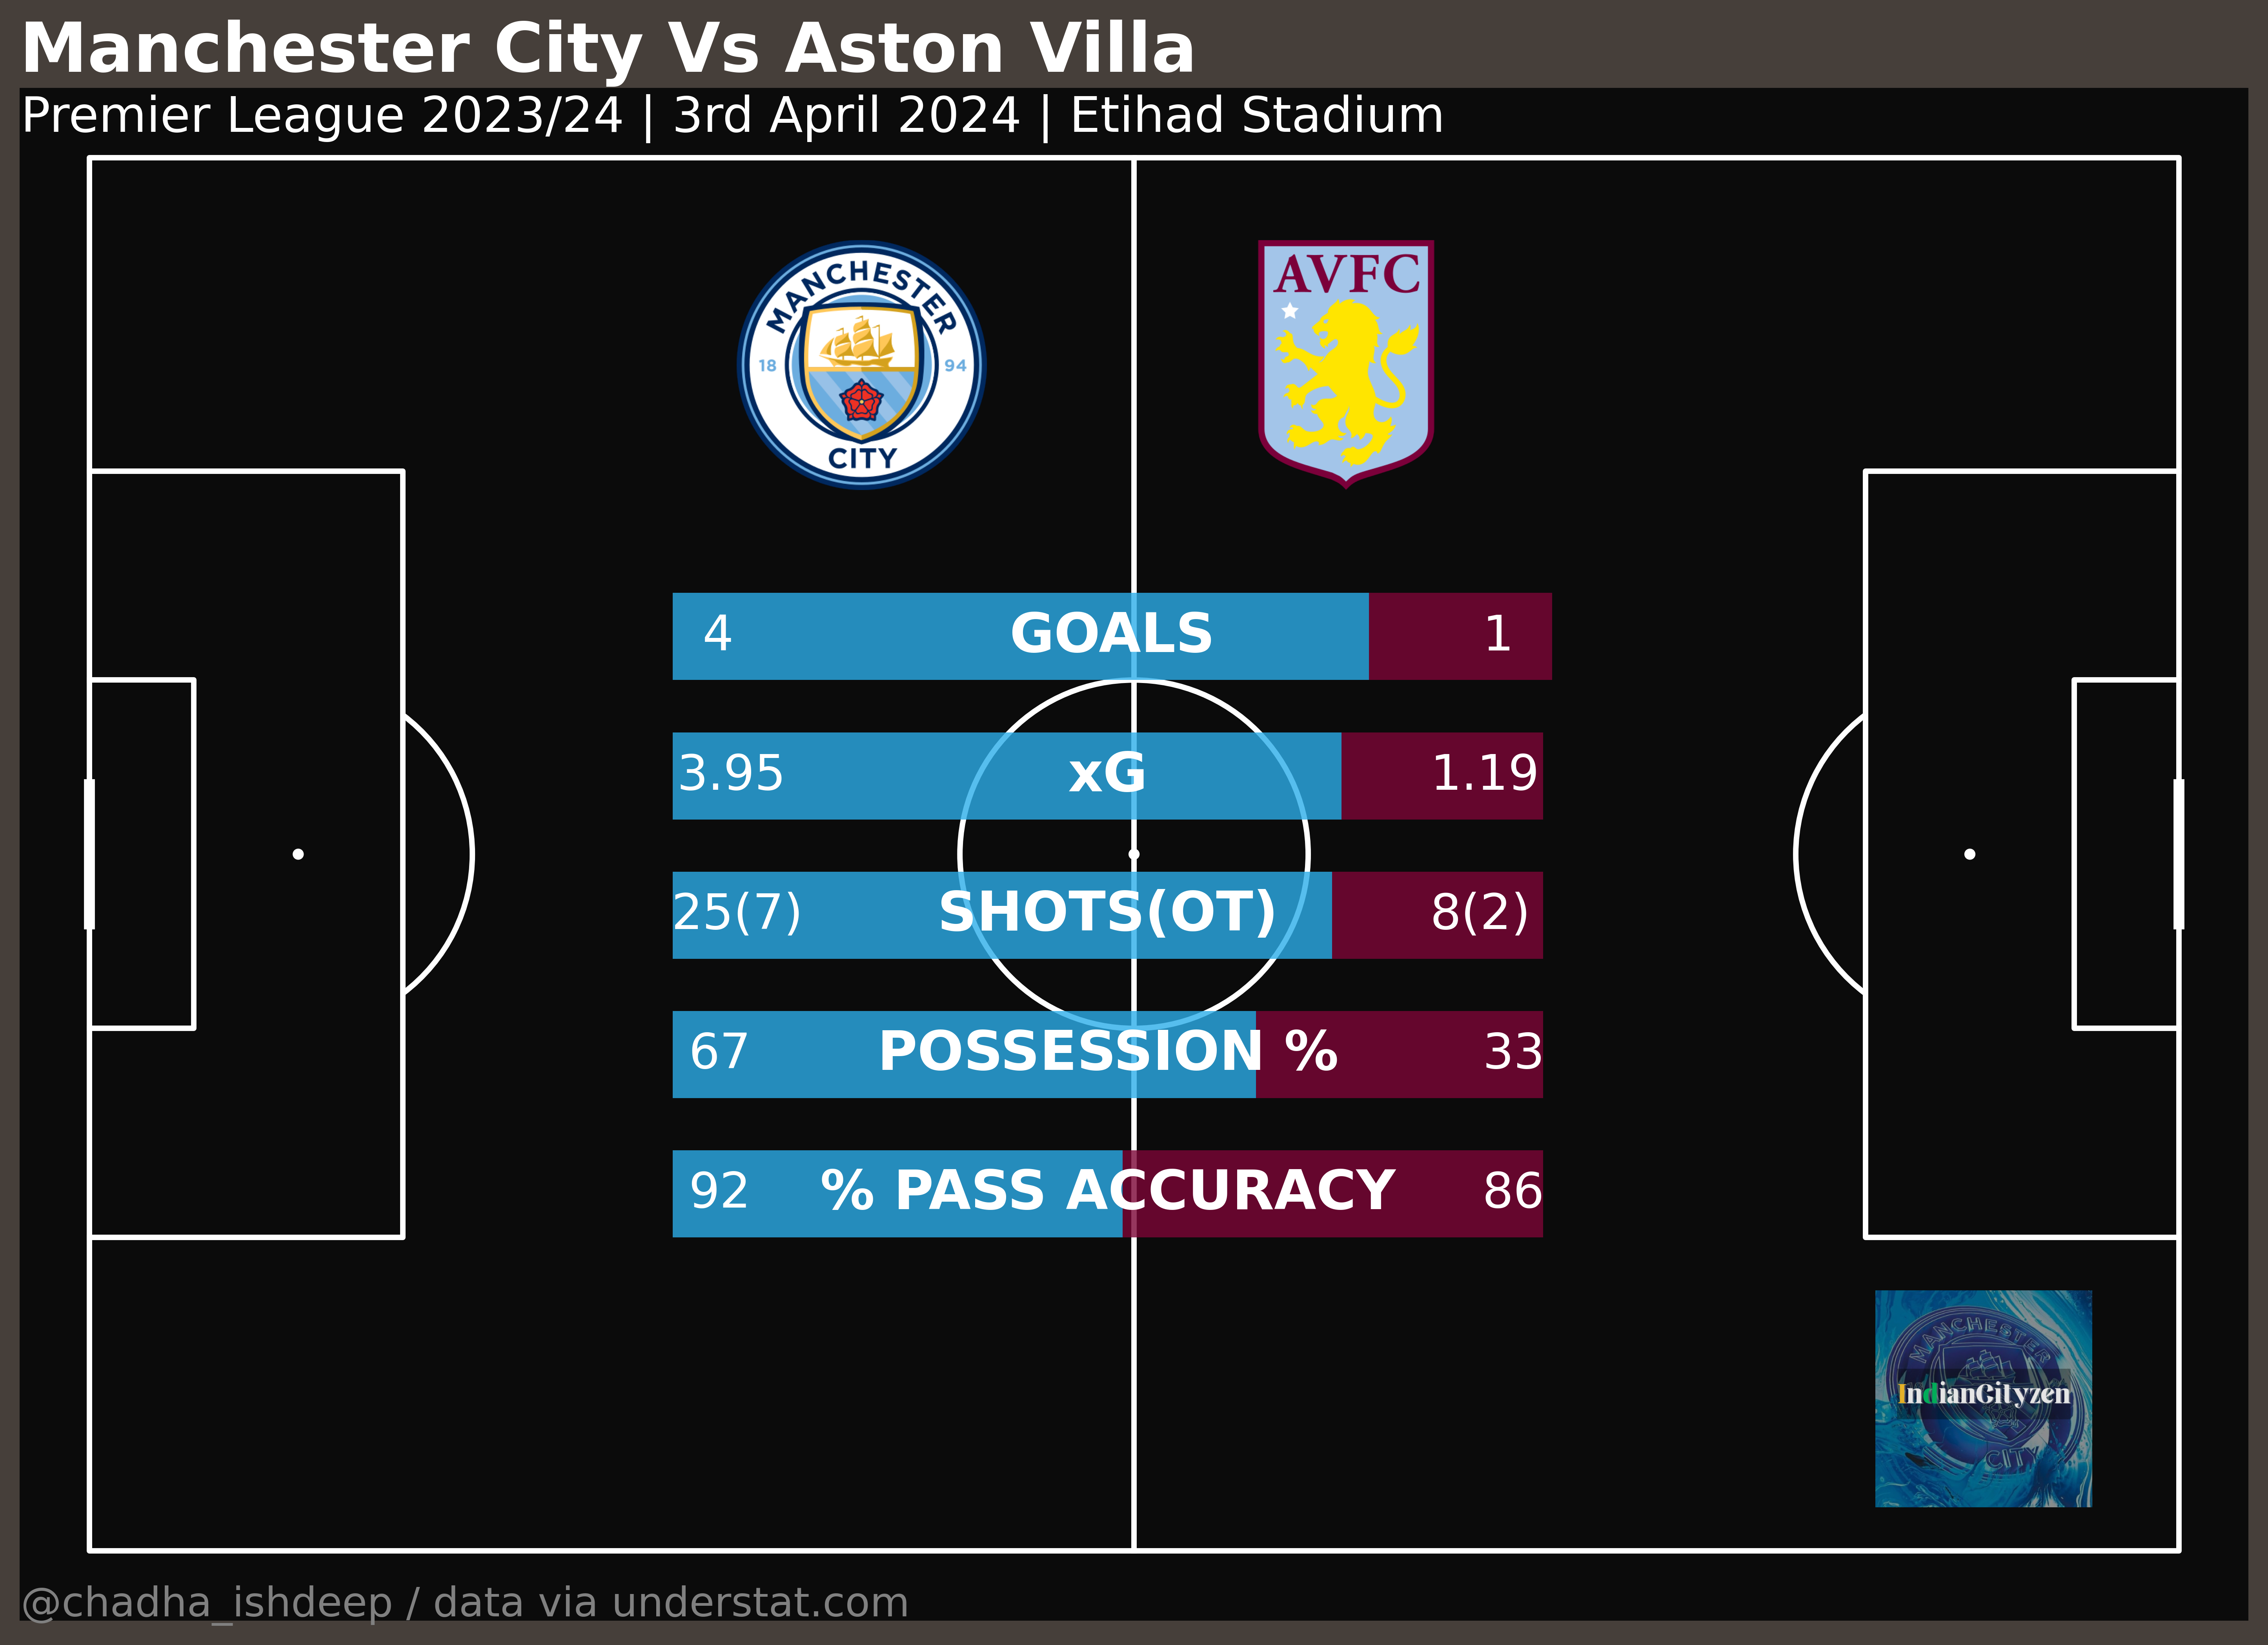 Manchester City Vs Aston Villa
Premier League 2023/24 | 3rd April 2024 | Etihad Stadium
MANCHESTER
18 94
CITY
AVFC
4 GOALS 1
3.95 xG 1.19
25(7) SHOTS(OT) 8(2)
67 POSSESSION % 33
92 % PASS ACCURACY 86
MANCHESTER
IndianCityzen
CITY
@chadha_ishdeep / data via understat.com